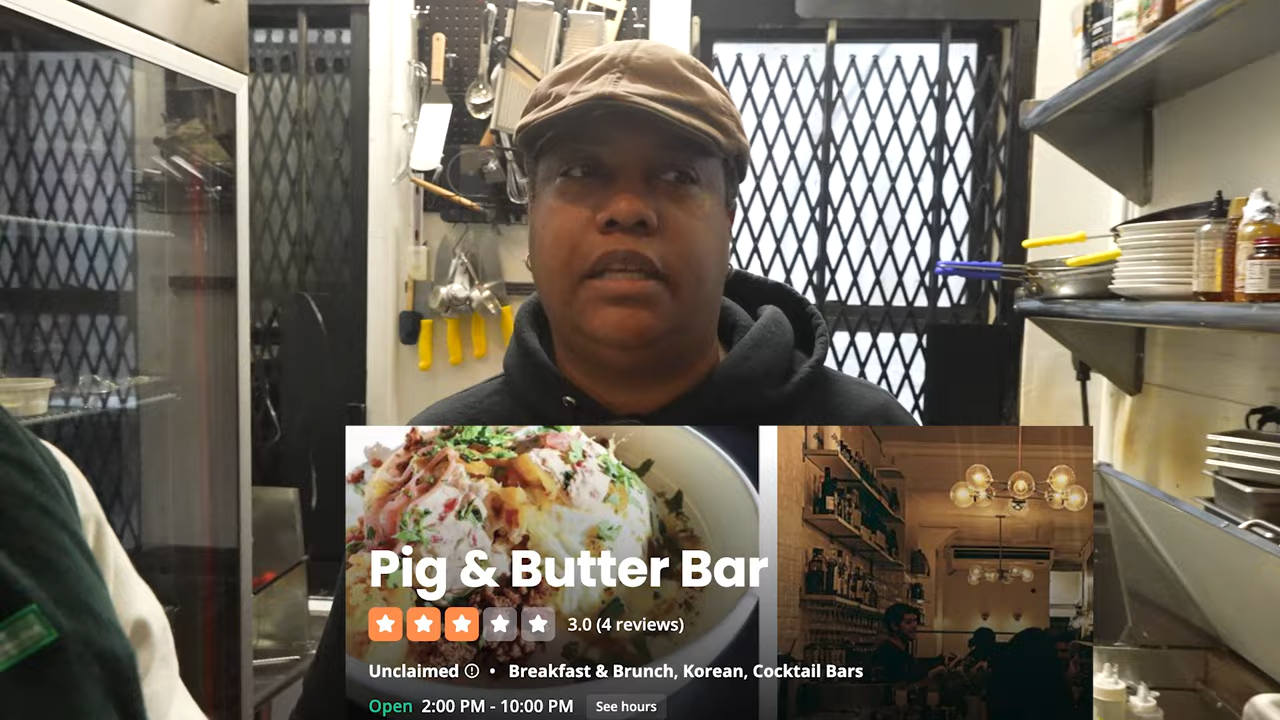 Pig & Butter Bar
3.0 (4 reviews)
Unclaimed • Breakfast & Brunch, Korean, Cocktail Bars
Open 2:00 PM - 10:00 PM See hours